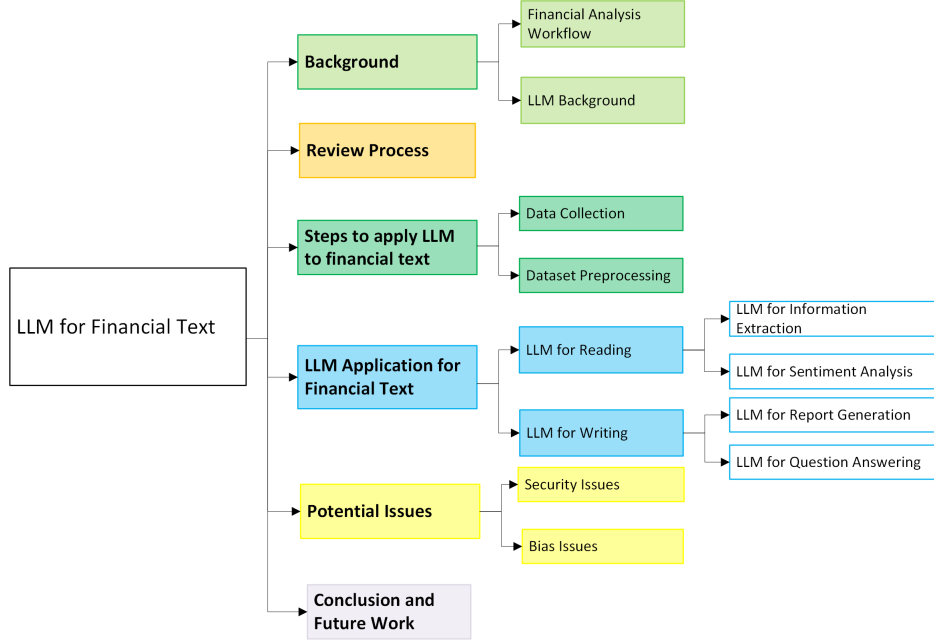 LLM for Financial Text
Background
Financial Analysis
Workflow
LLM Background
Review Process
Steps to apply LLM
to financial text
Data Collection
Dataset Preprocessing
LLM Application for
Financial Text
LLM for Reading
LLM for Information
Extraction
LLM for Sentiment Analysis
LLM for Writing
LLM for Report Generation
LLM for Question Answering
Potential Issues
Security Issues
Bias Issues
Conclusion and
Future Work